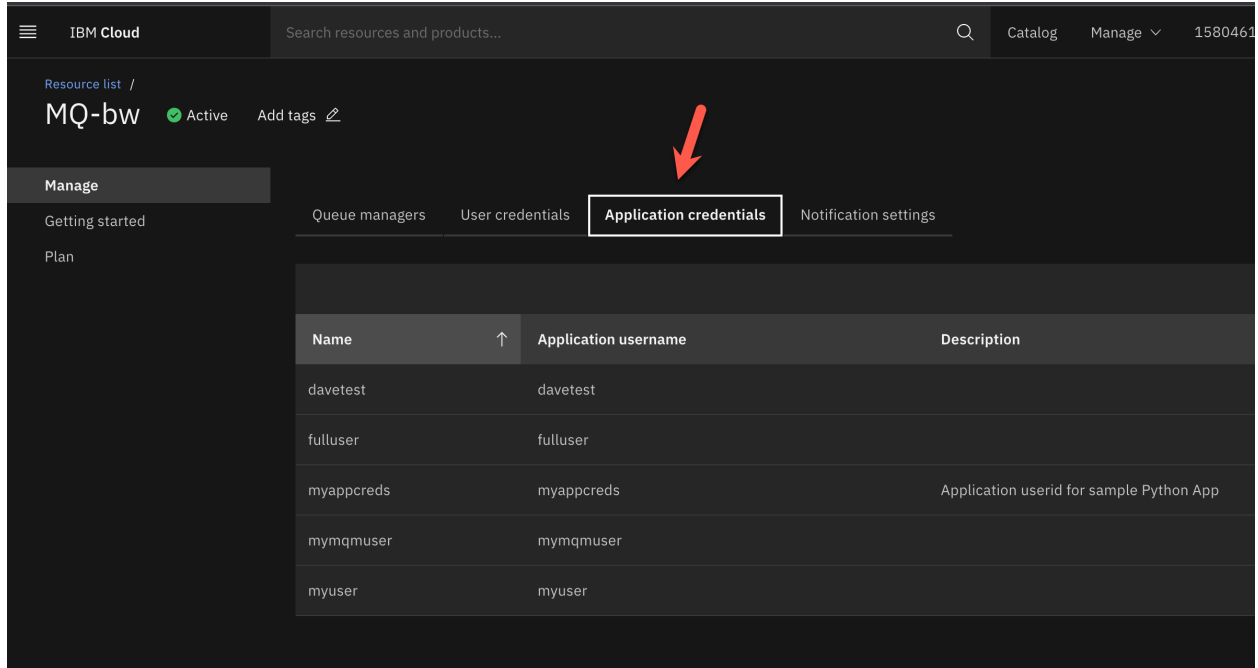 IBM Cloud
Search resources and products...
Catalog
Manage
1580461
Resource list /
MQ-bw
Active
Add tags
Manage
Getting started
Plan
Queue managers
User credentials
Application credentials
Notification settings
Name
Application username
Description
davetest
davetest
fulluser
fulluser
myappcreds
myappcreds
Application userid for sample Python App
mymqmuser
mymqmuser
myuser
myuser